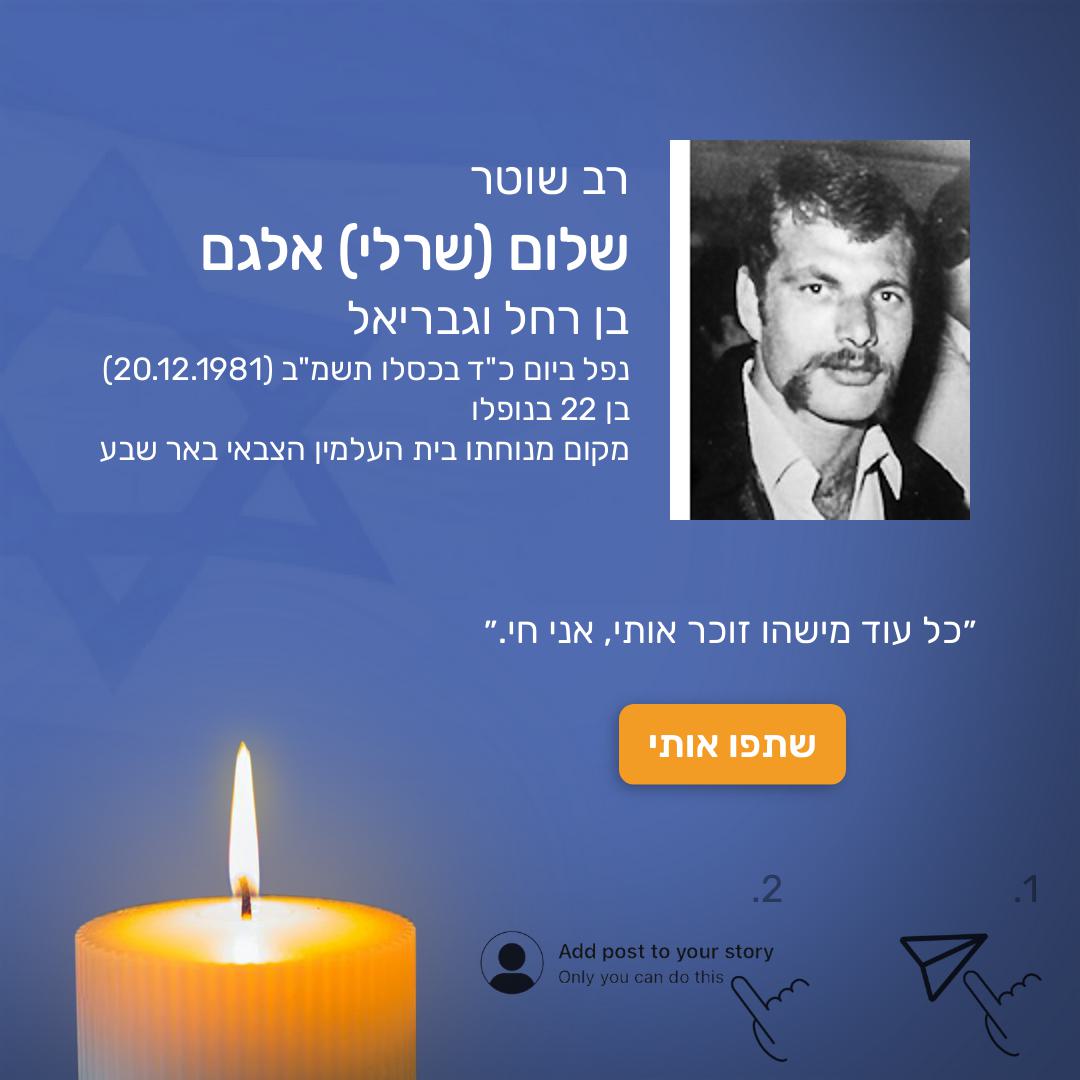 רב שוטר
שלום (שרלי) אלגם
בן רחל וגבריאל
נפל ביום כ"ד בכסלו תשמ"ב (20.12.1981)
בן 22 בנופלו
מקום מנוחתו בית העלמין הצבאי באר שבע
״כל עוד מישהו זוכר אותי, אני חי.״
שתפו אותי
1.
2.
Add post to your story
Only you can do this